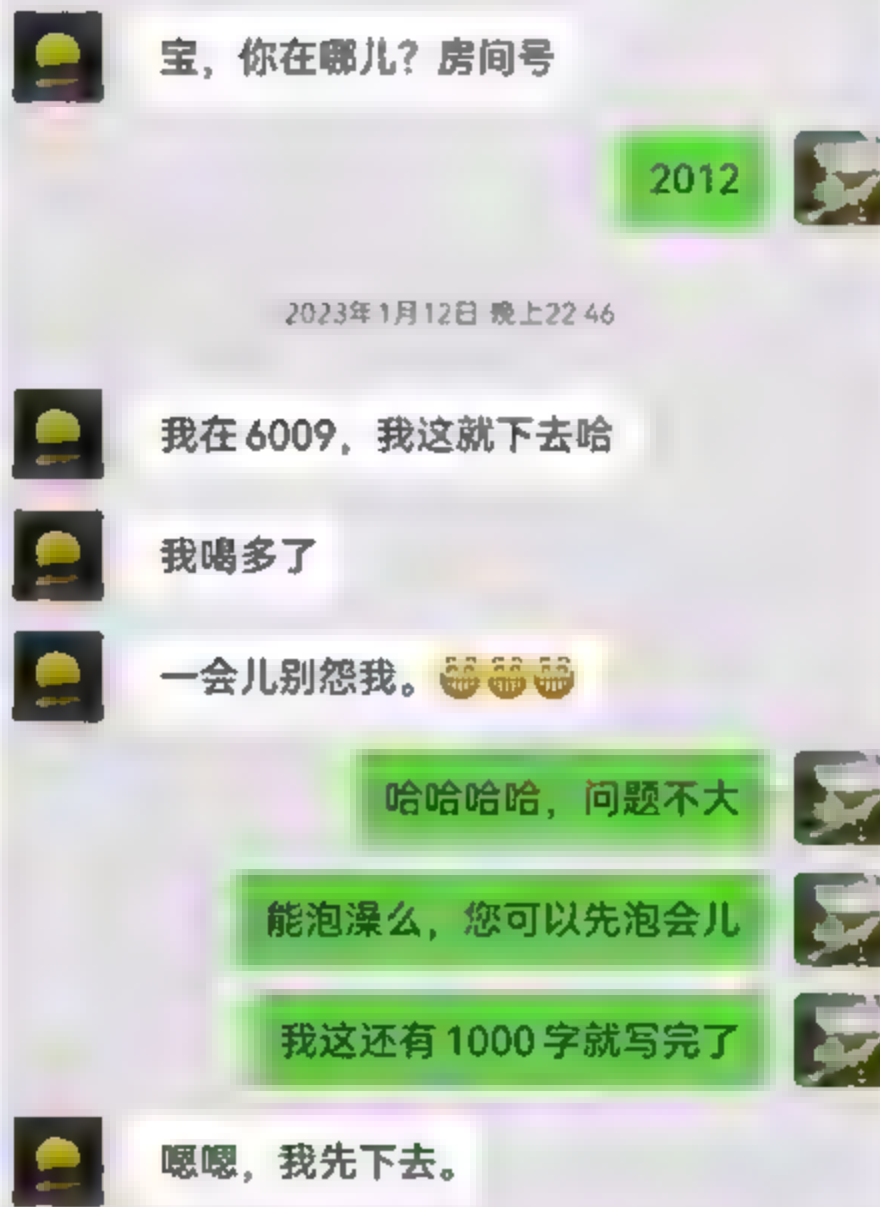 宝，你在哪儿？房间号
2012
2023年1月12日 晚上22:46
我在6009，我这就下去哈
我喝多了
一会儿别怨我。😁😁😁
哈哈哈哈，问题不大
能泡澡么，您可以先泡会儿
我这还有1000字就写完了
嗯嗯，我先下去。